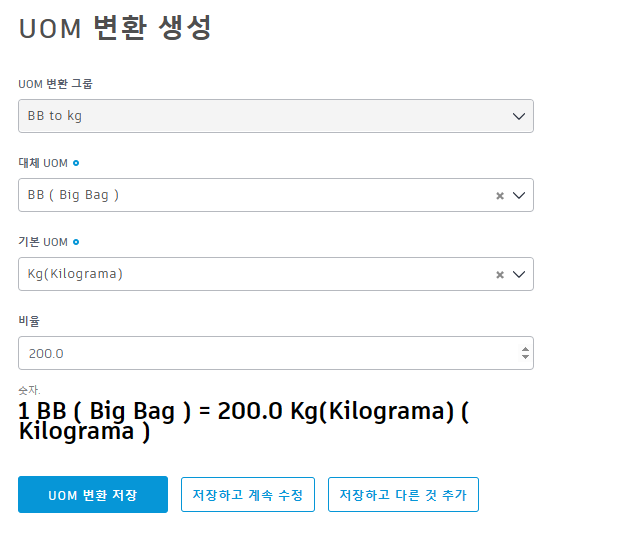 UOM 변환 생성
UOM 변환 그룹
BB to kg
대체 UOM
BB ( Big Bag )
기본 UOM
Kg(Kilograma)
비율
200.0
숫자.
1 BB ( Big Bag ) = 200.0 Kg(Kilograma) (
Kilograma )
UOM 변환 저장
저장하고 계속 수정
저장하고 다른 것 추가